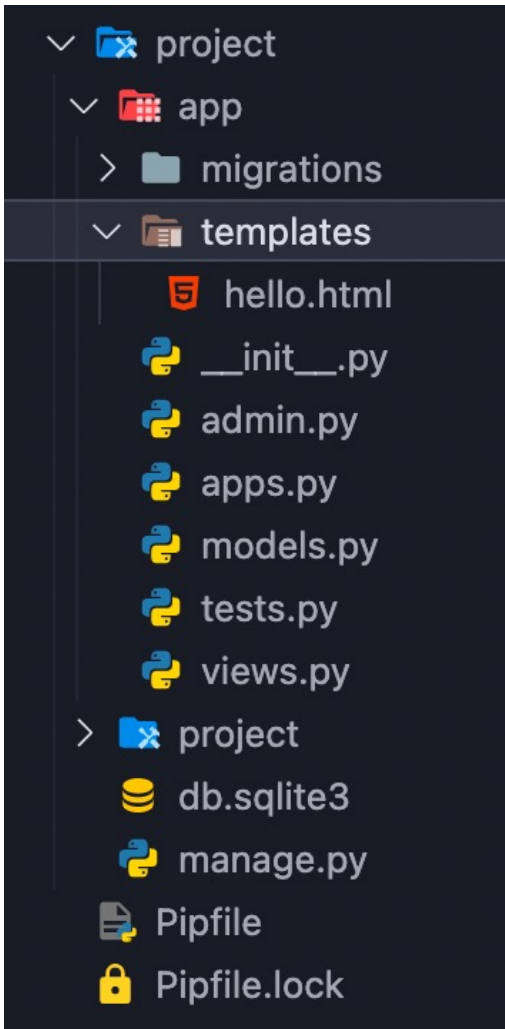 project
app
migrations
templates
hello.html
__init__.py
admin.py
apps.py
models.py
tests.py
views.py
project
db.sqlite3
manage.py
Pipfile
Pipfile.lock